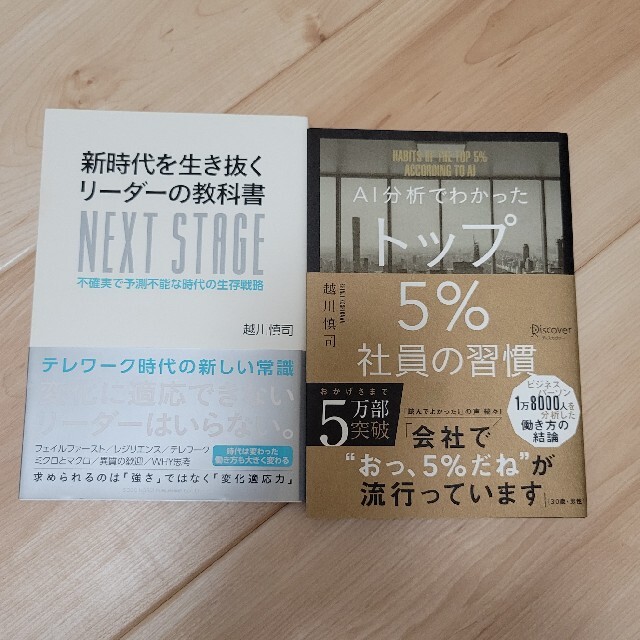 新時代を生き抜く
リーダーの教科書
NEXT STAGE
不確実で予測不能な時代の生存戦略
越川 慎司
テレワーク時代の新しい常識
に適応できない
リーダーはいらない。
フェイルファースト/レジリエンス/テレワーク
ミクロとマクロ/異質の歓迎/WHY思考
時代は変わった
働き方も大きく変わる
求められるのは「強さ」ではなく「変化適応力」
HABITS OF THE TOP 5%
ACCORDING TO AI
AI分析でわかった
トップ
5%
社員の習慣
越川慎司
Discover
ビジネス
パーソン
1万8000人を
分析した
働き方の
結論
おかげさまで
5万部
突破
「読んでよかった!」の声 続々!
「会社で
“おっ、5%だね”が
流行っています」